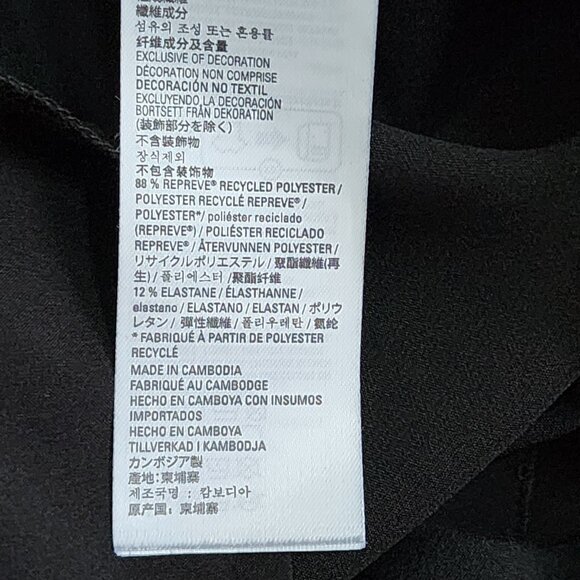 纖維成分
섬유의 조성 또는 혼용률
纤维成分及含量
EXCLUSIVE OF DECORATION
DÉCORATION NON COMPRISE
DECORACIÓN NO TEXTIL
EXCLUYENDO LA DECORACIÓN
BORTSETT FRÅN DEKORATION
(装飾部分を除く)
不含裝飾物
장식제외
不包含装饰物
88 % REPREVE® RECYCLED POLYESTER /
POLYESTER RECYCLÉ REPREVE® /
POLYESTER*/ poliéster reciclado
(REPREVE®) / POLIÉSTER RECICLADO
REPREVE® / ÅTERVUNNEN POLYESTER /
リサイクルポリエステル / 聚酯纖維(再
生) / 폴리에스터 /聚酯纤维
12 % ELASTANE / ÉLASTHANNE /
elastano / ELASTANO / ELASTAN / ポリウ
レタン / 彈性纖維 / 폴리우레탄 / 氨纶
* FABRIQUÉ À PARTIR DE POLYESTER
RECYCLÉ
MADE IN CAMBODIA
FABRIQUÉ AU CAMBODGE
HECHO EN CAMBOYA CON INSUMOS
IMPORTADOS
HECHO EN CAMBOYA
TILLVERKAD I KAMBODJA
カンボジア製
產地：柬埔寨
제조국명 : 캄보디아
原产国：柬埔寨